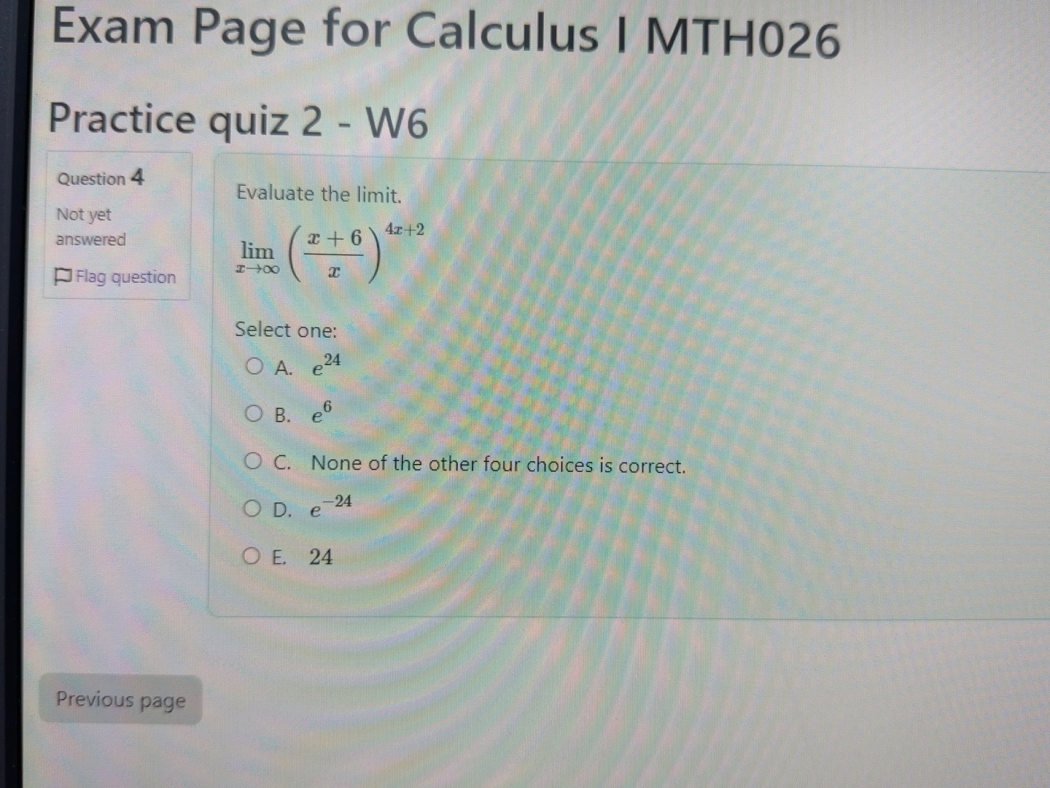 Exam Page for Calculus I MTH026
Practice quiz 2 - W6
Question 4
Not yet
answered
Flag question
Evaluate the limit.
lim x→∞ ((x + 6)/x)^(4x+2)
Select one:
A. e^24
B. e^6
C. None of the other four choices is correct.
D. e^−24
E. 24
Previous page